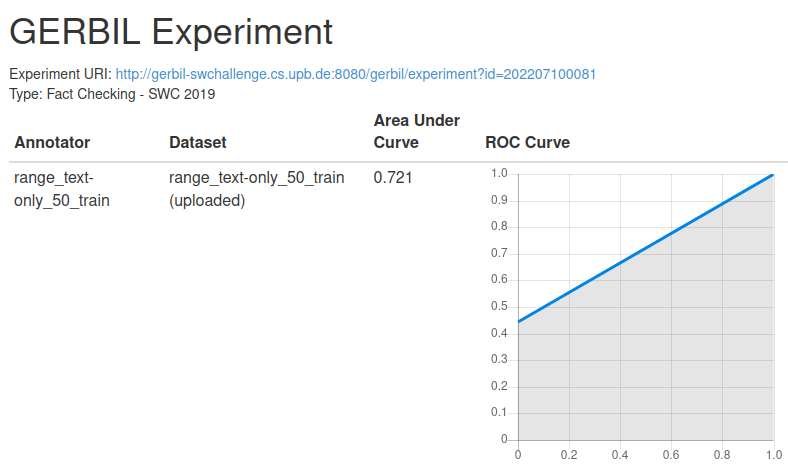 GERBIL Experiment
Experiment URI: http://gerbil-swchallenge.cs.upb.de:8080/gerbil/experiment?id=202207100081
Type: Fact Checking - SWC 2019
Annotator
Dataset
Area Under
Curve
ROC Curve
range_text-
only_50_train
range_text-only_50_train
(uploaded)
0.721
1.0
0.9
0.8
0.7
0.6
0.5
0.4
0.3
0.2
0.1
0
0 0.2 0.4 0.6 0.8 1.0